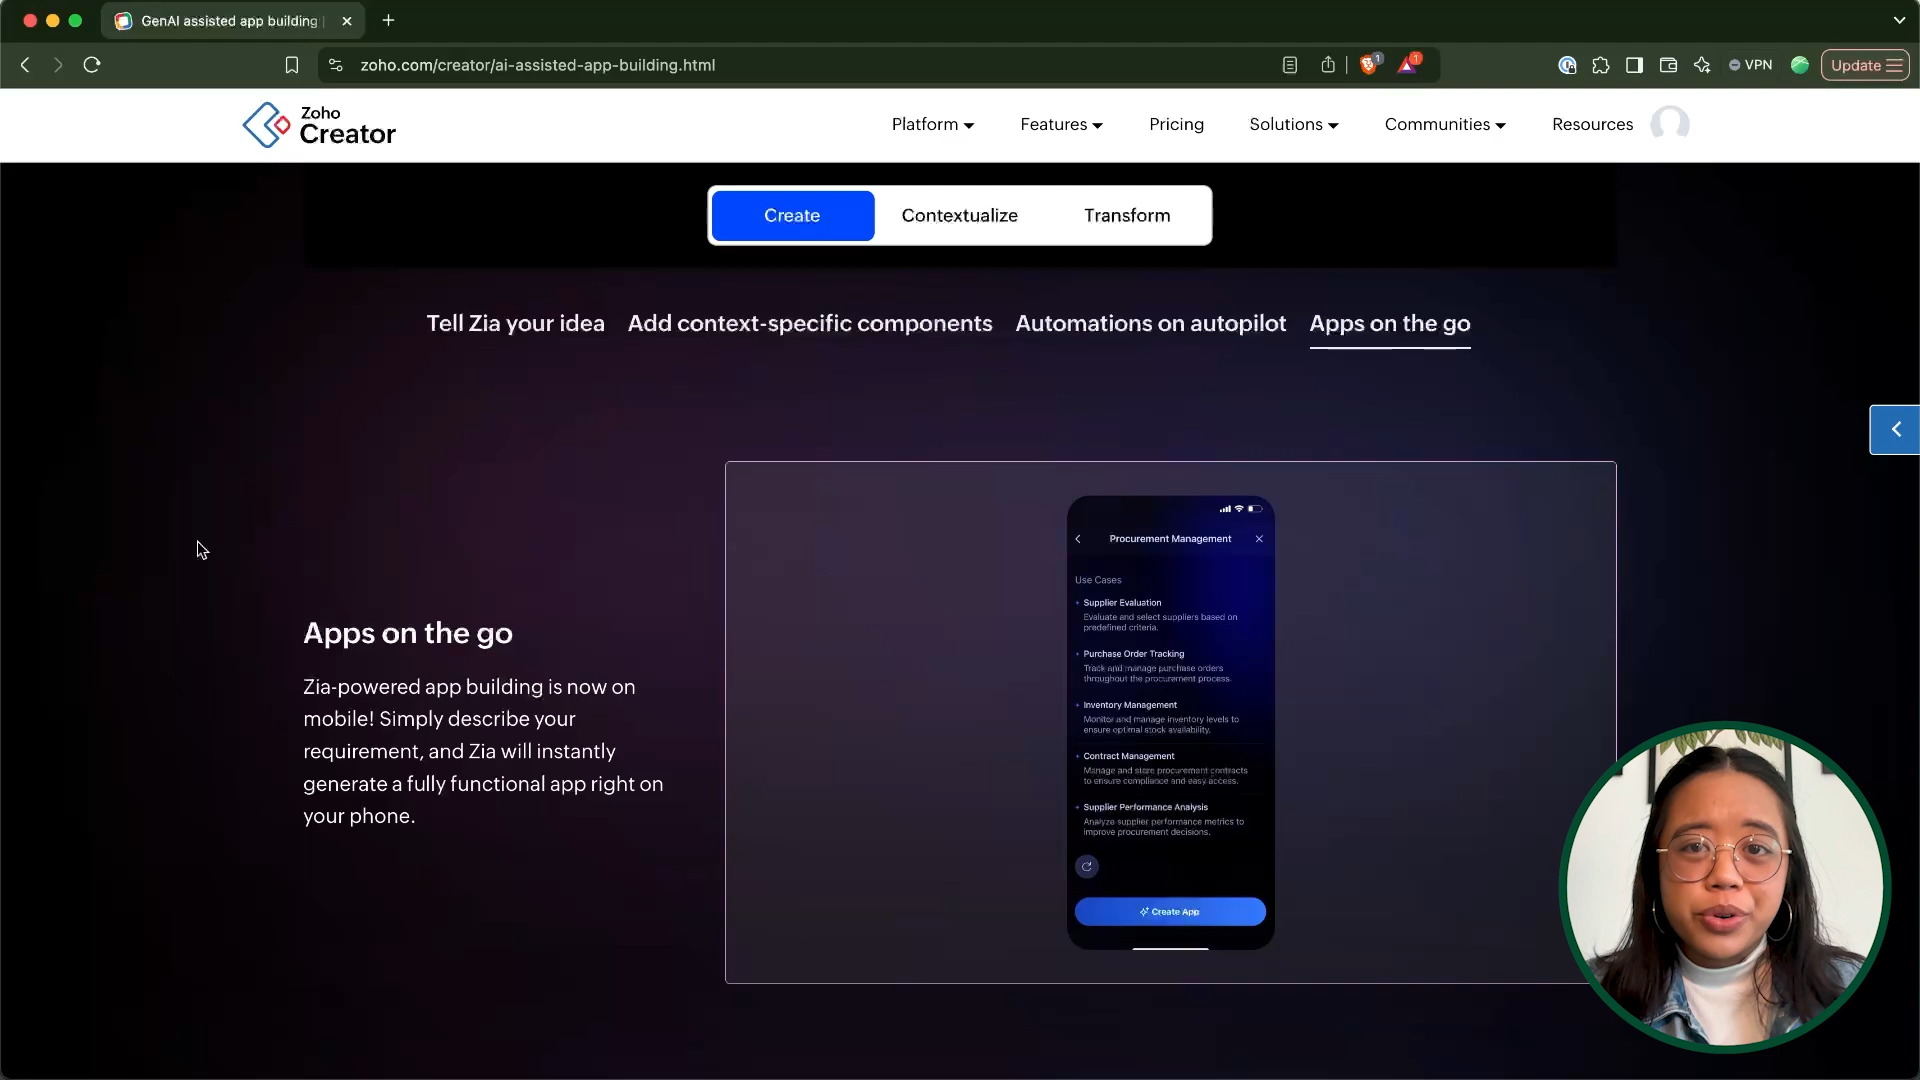 GenAI assisted app building
zoho.com/creator/ai-assisted-app-building.html
1
1
VPN
Update
Zoho
Creator
Platform
Features
Pricing
Solutions
Communities
Resources
Create
Contextualize
Transform
Tell Zia your idea
Add context-specific components
Automations on autopilot
Apps on the go
Apps on the go
Zia-powered app building is now on
mobile! Simply describe your
requirement, and Zia will instantly
generate a fully functional app right on
your phone.
Procurement Management
Use Cases
Supplier Evaluation
Evaluate and select suppliers based on
predefined criteria.
Purchase Order Tracking
Track and manage purchase orders
throughout the procurement process.
Inventory Management
Monitor and manage inventory levels to
ensure optimal stock availability.
Contract Management
Manage and store procurement contracts
to ensure compliance and easy access.
Supplier Performance Analysis
Analyze supplier performance metrics to
improve procurement decisions.
Create App